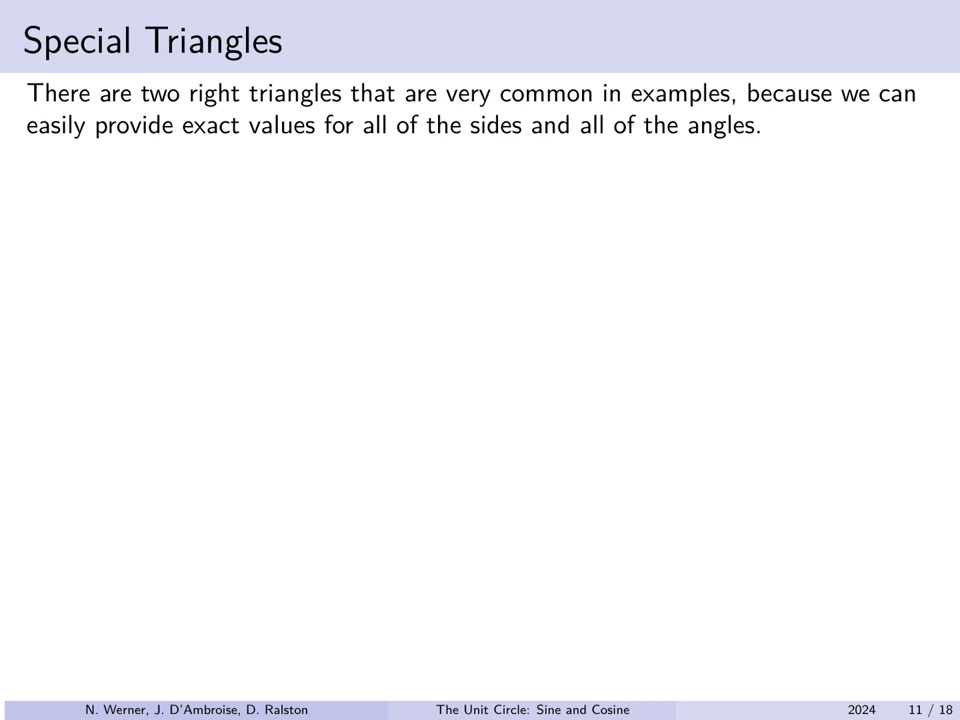 Special Triangles
There are two right triangles that are very common in examples, because we can
easily provide exact values for all of the sides and all of the angles.
N. Werner, J. D'Ambroise, D. Ralston The Unit Circle: Sine and Cosine 2024 11 / 18